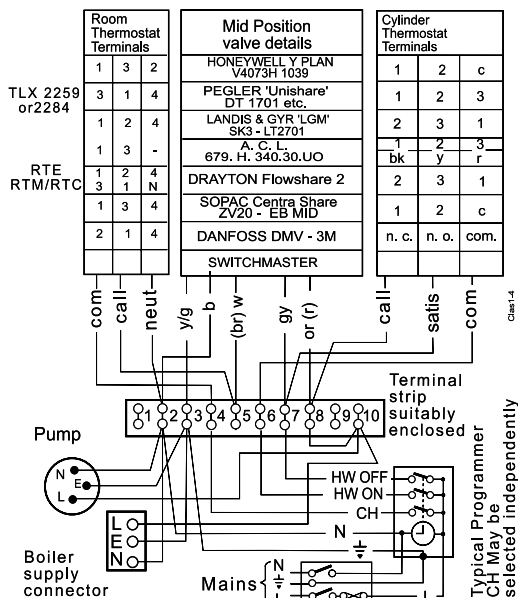 Room
Thermostat
Terminals
Mid Position
valve details
Cylinder
Thermostat
Terminals
1 3 2
HONEYWELL Y PLAN
V4073H 1039
1 2 c
TLX 2259
or2284
3 1 4
PEGLER 'Unishare'
DT 1701 etc.
1 2 3
1 2 4
LANDIS & GYR 'LGM'
SK3 - LT2701
2 3 1
1 3 -
A. C. L.
679. H. 340.30.UO
1 2 3
bk y r
RTE
RTM/RTC
1 2 4
3 1 N
DRAYTON Flowshare 2
2 3 1
1 3 4
SOPAC Centra Share
ZV20 - EB MID
1 2 c
2 1 4
DANFOSS DMV - 3M
n. c. n. o. com.
SWITCHMASTER
com
call
neut
y/g
b
(br) w
gy
or (r)
call
satis
com
Clas1-4
1 2 3 4 5 6 7 8 9 10
Terminal
strip
suitably
enclosed
Pump
N
E
L
HW OFF
HW ON
CH
N
L
E
N
Boiler
supply
connector
Mains
N
L
L
Typical Programmer
CH May be
selected independently